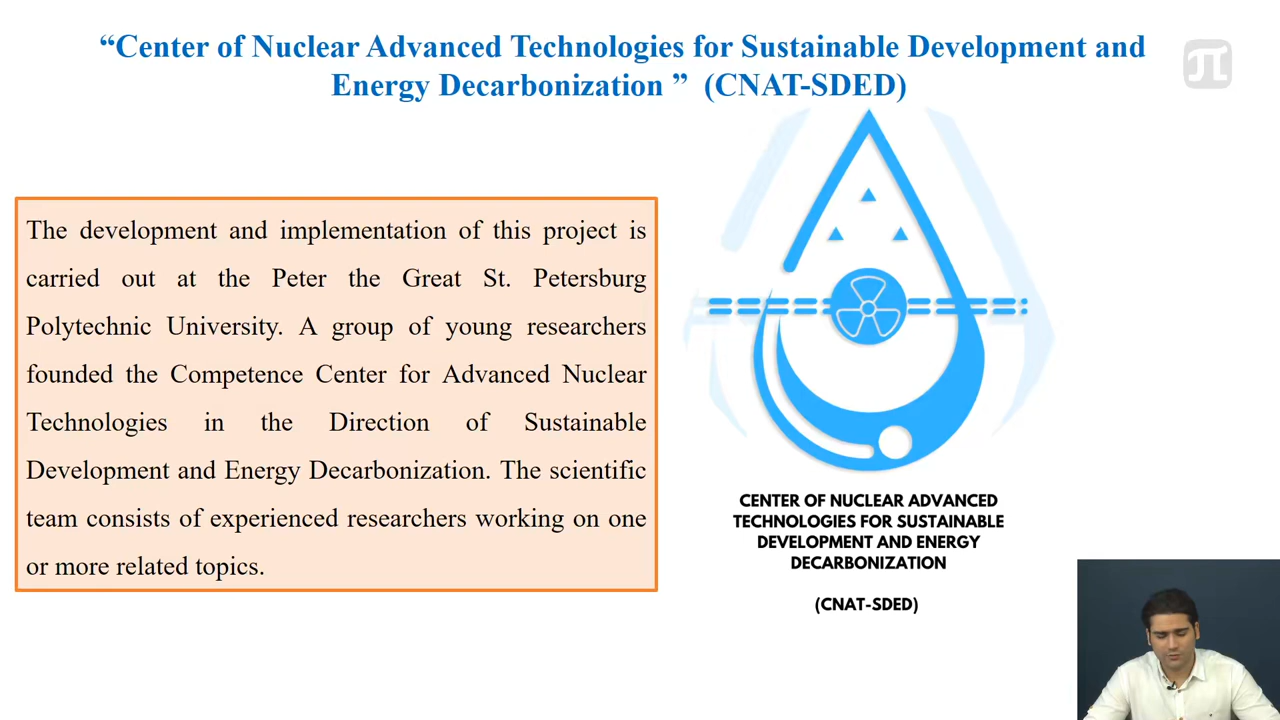 “Center of Nuclear Advanced Technologies for Sustainable Development and
Energy Decarbonization ” (CNAT-SDED)
The development and implementation of this project is
carried out at the Peter the Great St. Petersburg
Polytechnic University. A group of young researchers
founded the Competence Center for Advanced Nuclear
Technologies in the Direction of Sustainable
Development and Energy Decarbonization. The scientific
team consists of experienced researchers working on one
or more related topics.
CENTER OF NUCLEAR ADVANCED
TECHNOLOGIES FOR SUSTAINABLE
DEVELOPMENT AND ENERGY
DECARBONIZATION
(CNAT-SDED)